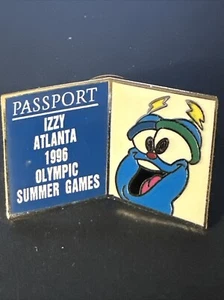 PASSPORT
IZZY
ATLANTA
1996
OLYMPIC
SUMMER GAMES